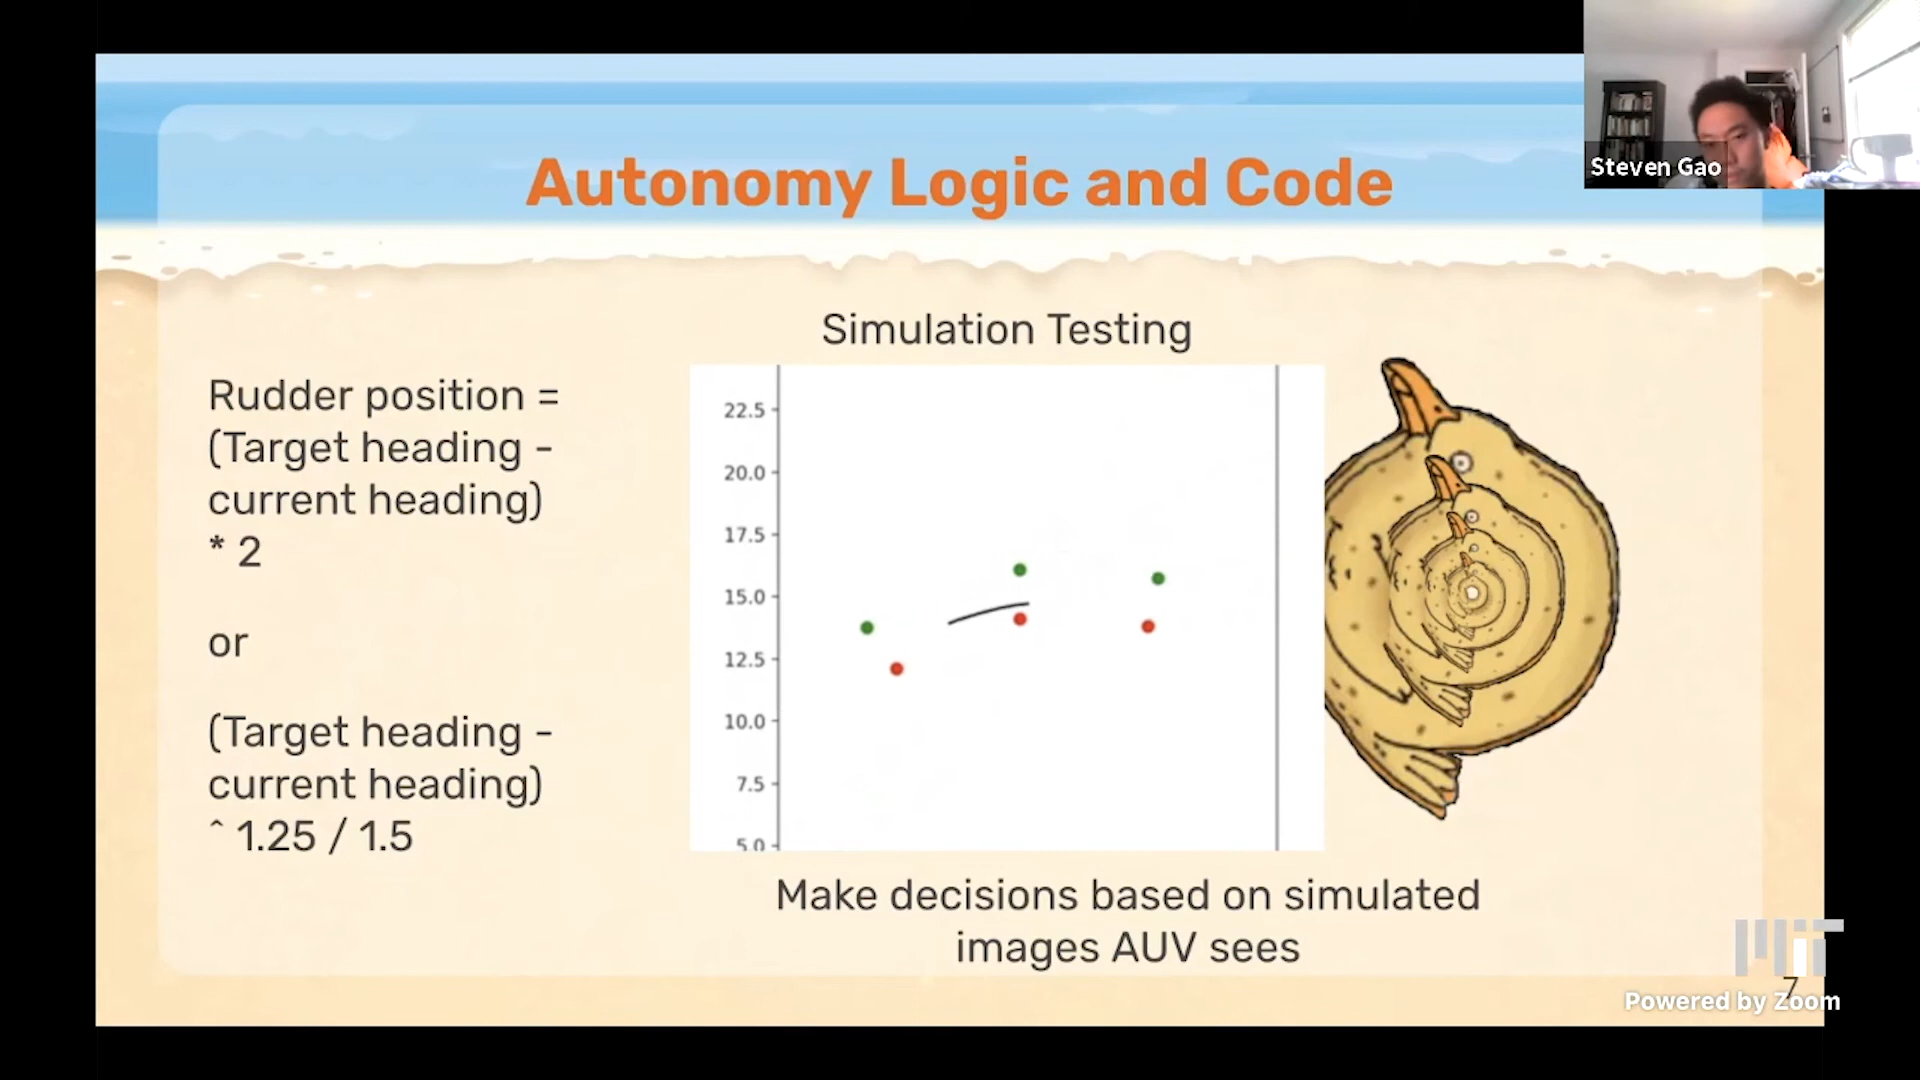 Autonomy Logic and Code
Steven Gao
Simulation Testing
Rudder position =
(Target heading -
current heading)
* 2
or
(Target heading -
current heading)
^ 1.25 / 1.5
22.5
20.0
17.5
15.0
12.5
10.0
7.5
5.0
Make decisions based on simulated
images AUV sees
MIT
7
Powered by Zoom